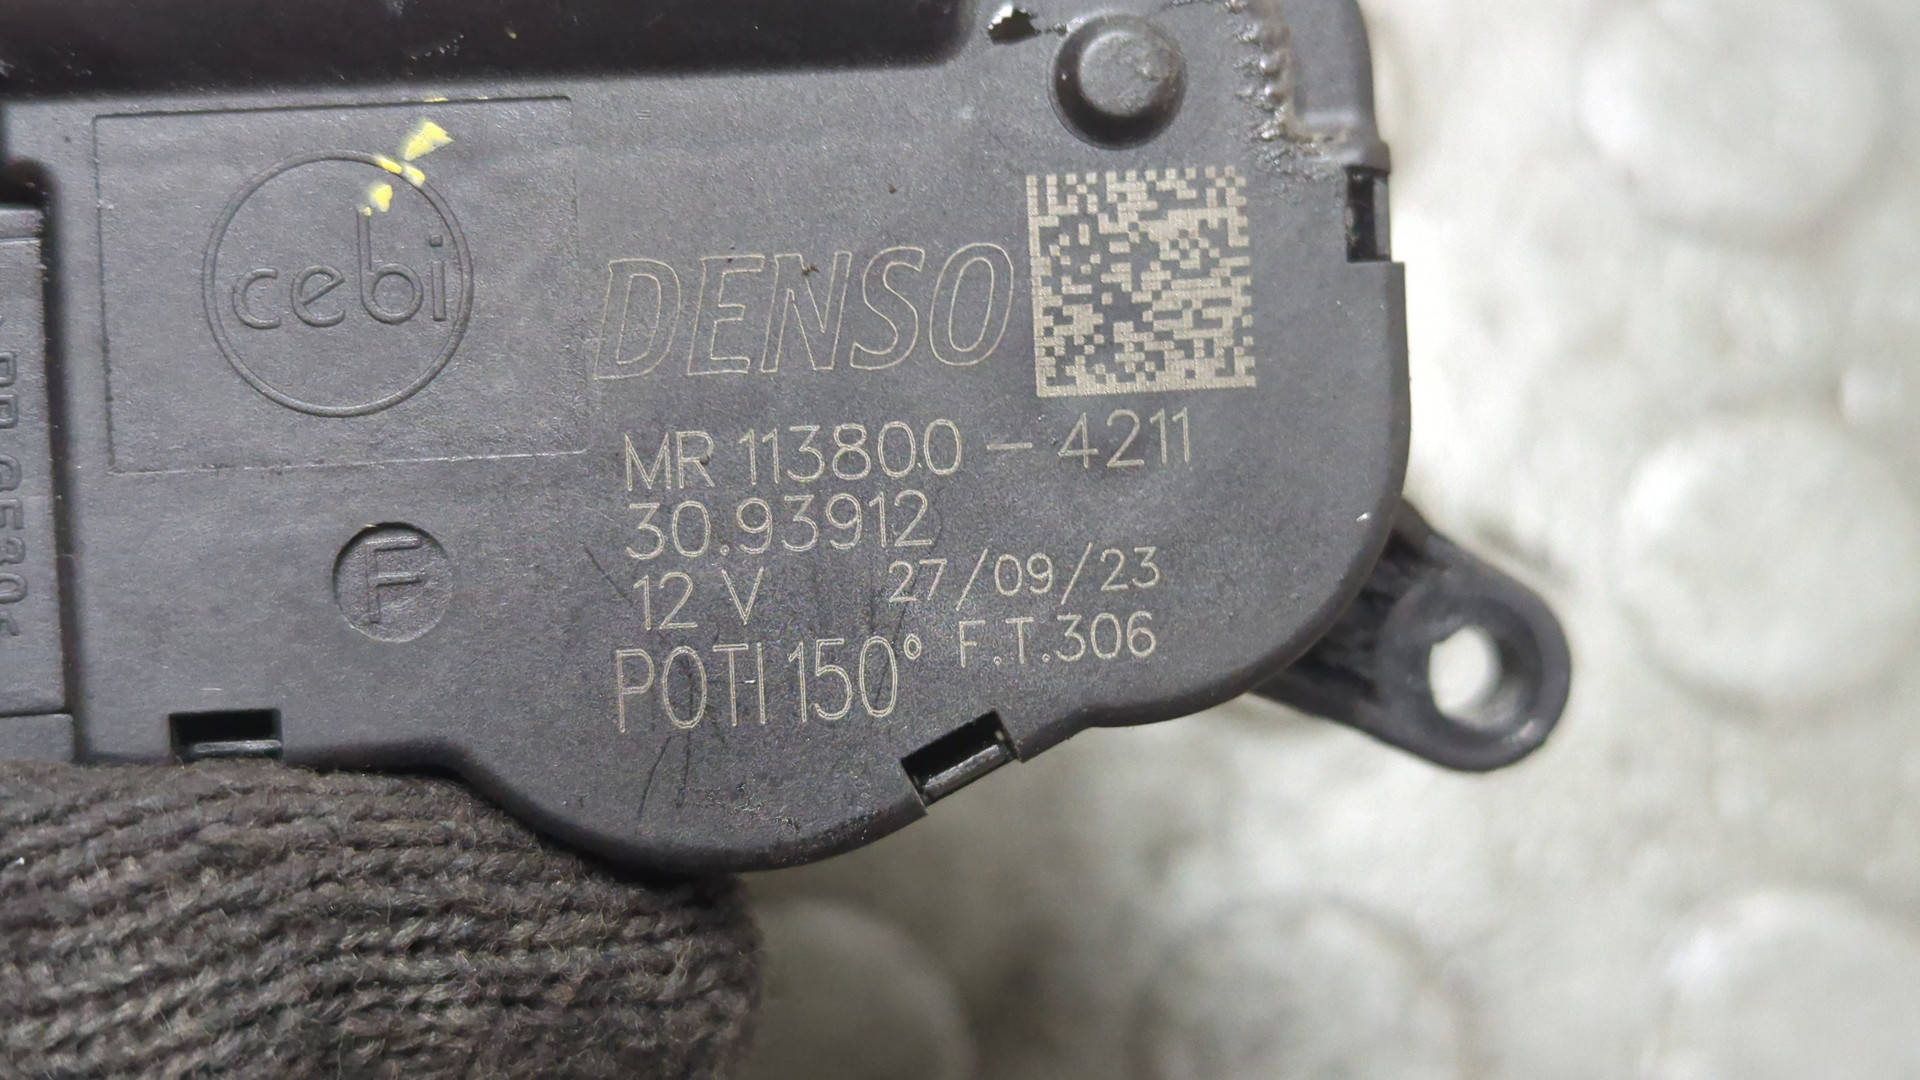 cebi
DENSO
MR 113800-4211
30.93912
12 V 27/09/23
POTI 150° F.T.306
F